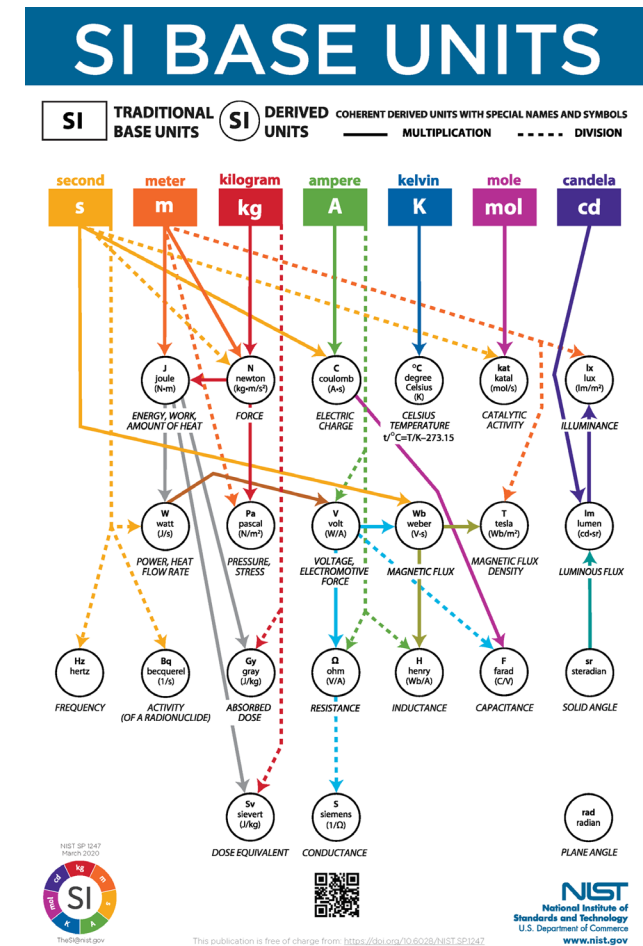 SI BASE UNITS
SI
TRADITIONAL
BASE UNITS
SI
DERIVED
UNITS
COHERENT DERIVED UNITS WITH SPECIAL NAMES AND SYMBOLS
MULTIPLICATION
DIVISION
second
meter
kilogram
ampere
kelvin
mole
candela
s
m
kg
A
K
mol
cd
J
joule
(N·m)
ENERGY, WORK,
AMOUNT OF HEAT
N
newton
(kg·m/s²)
FORCE
C
coulomb
(A·s)
ELECTRIC
CHARGE
°C
degree
Celsius
(K)
CELSIUS
TEMPERATURE
t/°C=T/K–273.15
kat
katal
(mol/s)
CATALYTIC
ACTIVITY
lx
lux
(lm/m²)
ILLUMINANCE
W
watt
(J/s)
POWER, HEAT
FLOW RATE
Pa
pascal
(N/m²)
PRESSURE,
STRESS
V
volt
(W/A)
VOLTAGE,
ELECTROMOTIVE
FORCE
Wb
weber
(V·s)
MAGNETIC FLUX
T
tesla
(Wb/m²)
MAGNETIC FLUX
DENSITY
lm
lumen
(cd·sr)
LUMINOUS FLUX
Hz
hertz
FREQUENCY
Bq
becquerel
(1/s)
ACTIVITY
(OF A RADIONUCLIDE)
Gy
gray
(J/kg)
ABSORBED
DOSE
Ω
ohm
(V/A)
RESISTANCE
H
henry
(Wb/A)
INDUCTANCE
F
farad
(C/V)
CAPACITANCE
sr
steradian
SOLID ANGLE
Sv
sievert
(J/kg)
DOSE EQUIVALENT
S
siemens
(1/Ω)
CONDUCTANCE
rad
radian
PLANE ANGLE
NIST SP 1247
March 2020
kg
m
s
A
K
mol
cd
SI
TheSI@nist.gov
NIST
National Institute of
Standards and Technology
U.S. Department of Commerce
www.nist.gov
This publication is free of charge from: https://doi.org/10.6028/NIST.SP.1247